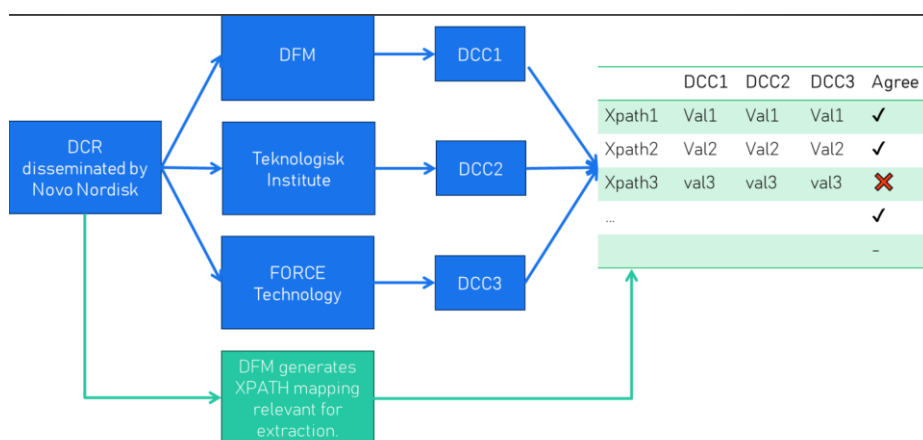 DFM
DCC1
DCR
disseminated by
Novo Nordisk
Teknologisk
Institute
DCC2
FORCE
Technology
DCC3
DFM generates
XPATH mapping
relevant for
extraction.
DCC1 DCC2 DCC3 Agree
Xpath1 Val1 Val1 Val1 ✓
Xpath2 Val2 Val2 Val2 ✓
Xpath3 val3 val3 val3 ✗
... ✓
-